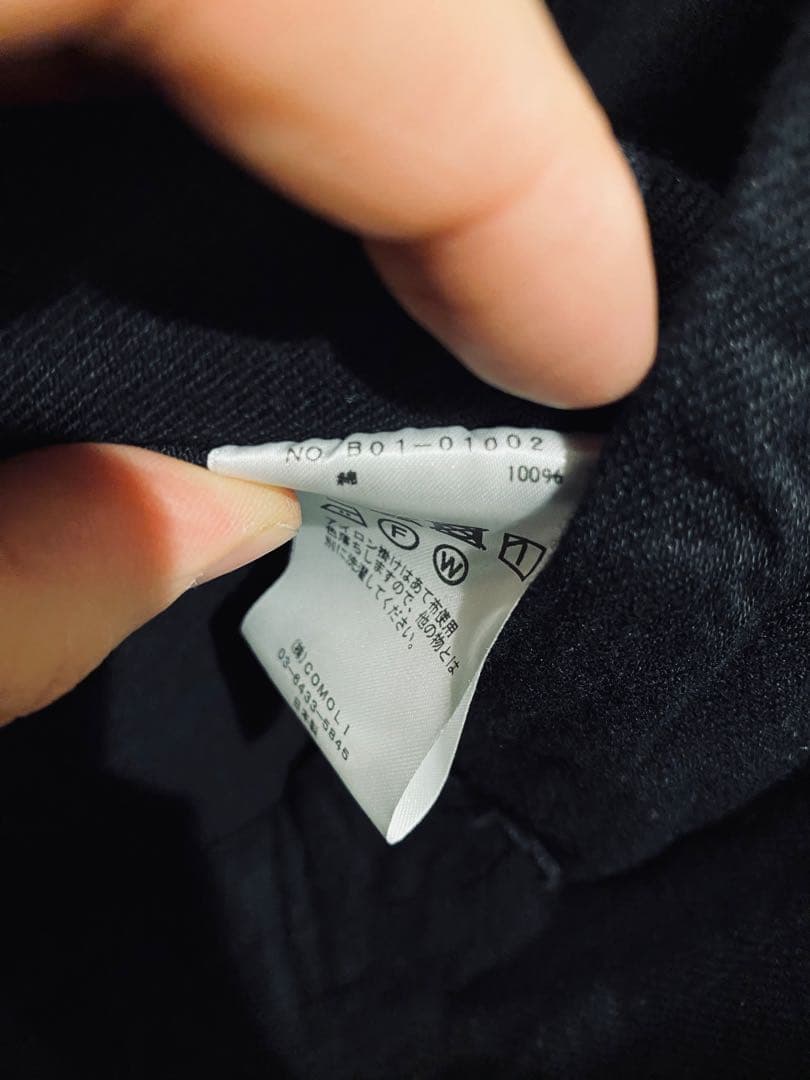 NO/B01-01002
綿 100%
F
W
アイロン掛けはあて布使用
色落ちしますので、他の物とは
別に洗濯してください。
(株)COMOLI
03-6433-5845
日本製